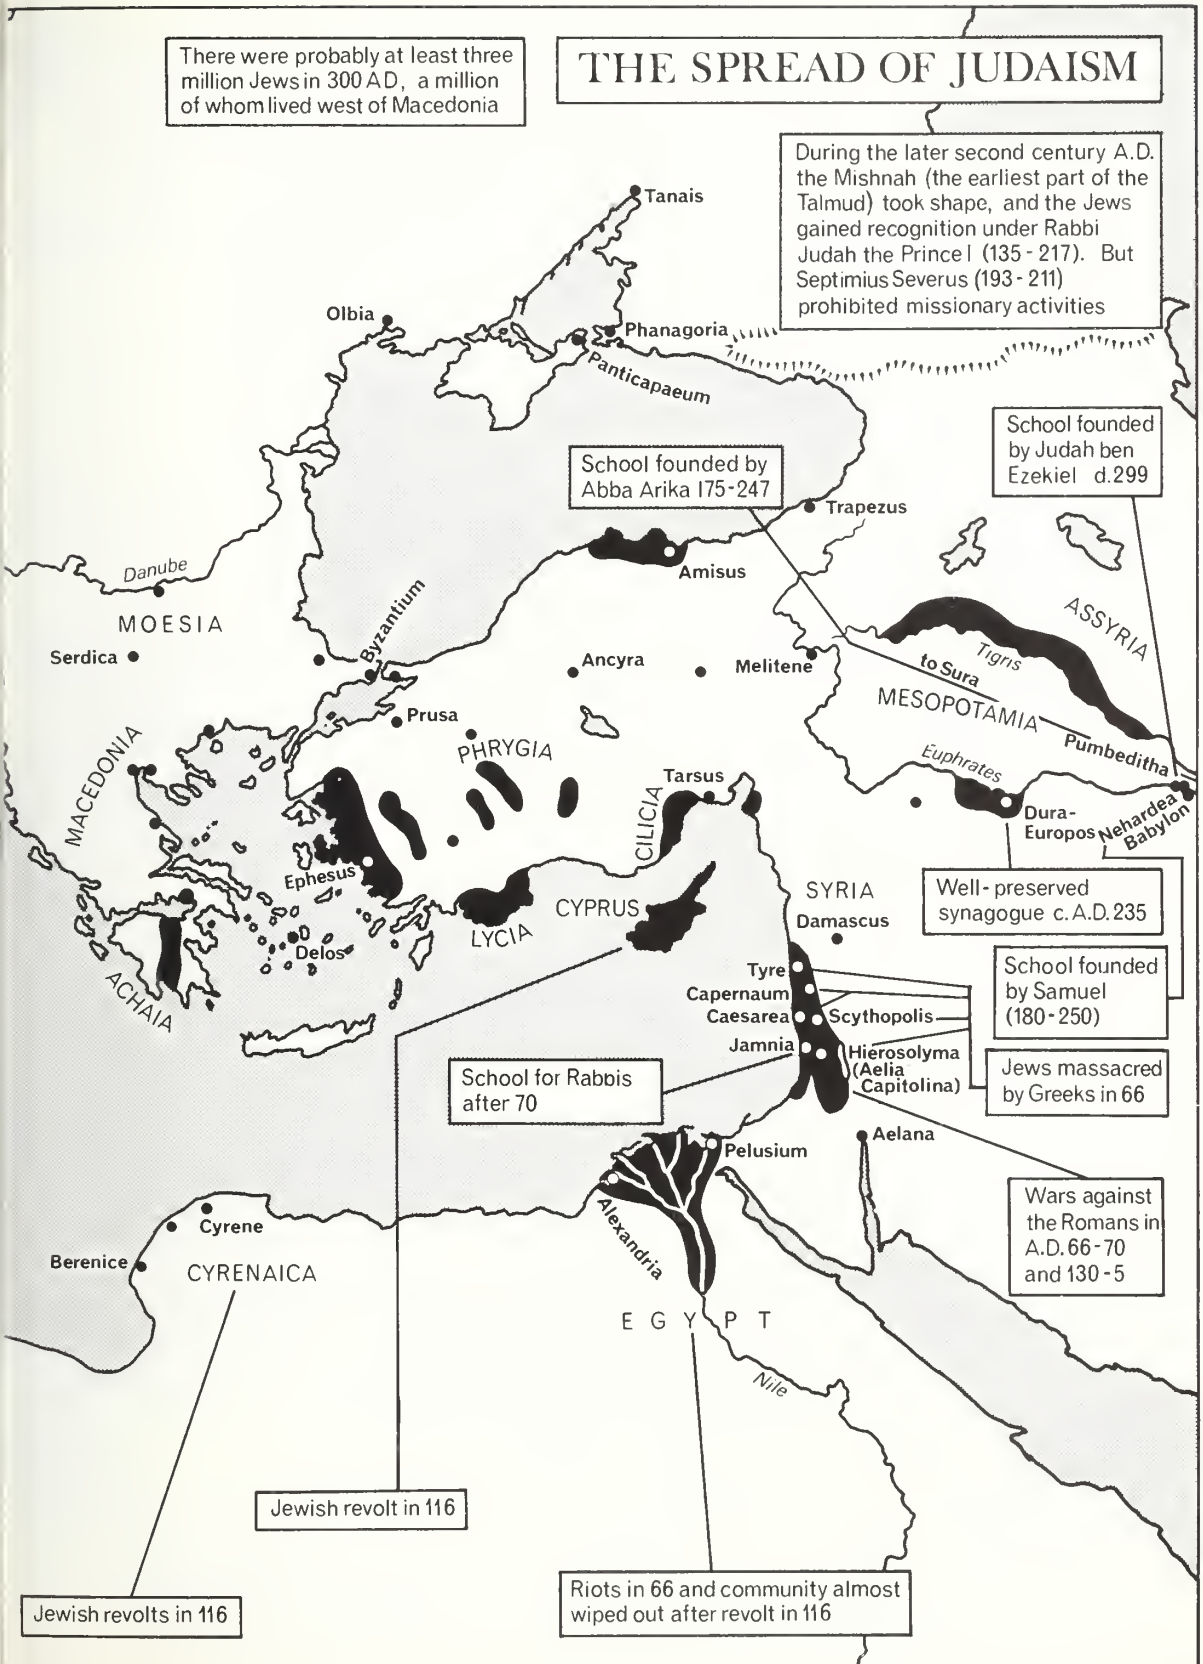 There were probably at least three
million Jews in 300 AD, a million
of whom lived west of Macedonia
THE SPREAD OF JUDAISM
During the later second century A.D.
the Mishnah (the earliest part of the
Talmud) took shape, and the Jews
gained recognition under Rabbi
Judah the Prince I (135-217). But
Septimius Severus (193-211)
prohibited missionary activities
Tanais
Olbia
Phanagoria
Panticapaeum
School founded
by Judah ben
Ezekiel d.299
School founded by
Abba Arika 175-247
Trapezus
Amisus
Danube
MOESIA
Serdica
Byzantium
ASSYRIA
Tigris
to Sura
Ancyra
Melitene
MESOPOTAMIA
Prusa
PHRYGIA
MACEDONIA
Pumbeditha
Euphrates
Tarsus
CILICIA
Dura-
Europos
Nehardea
Babylon
Ephesus
Well-preserved
synagogue c.A.D. 235
SYRIA
CYPRUS
LYCIA
Damascus
Delos
ACHAIA
Tyre
Capernaum
Caesarea
Scythopolis
Jamnia
Hierosolyma
(Aelia
Capitolina)
School founded
by Samuel
(180-250)
Jews massacred
by Greeks in 66
School for Rabbis
after 70
Aelana
Pelusium
Alexandria
Wars against
the Romans in
A.D. 66-70
and 130-5
Cyrene
Berenice
CYRENAICA
EGYPT
Nile
Jewish revolt in 116
Riots in 66 and community almost
wiped out after revolt in 116
Jewish revolts in 116